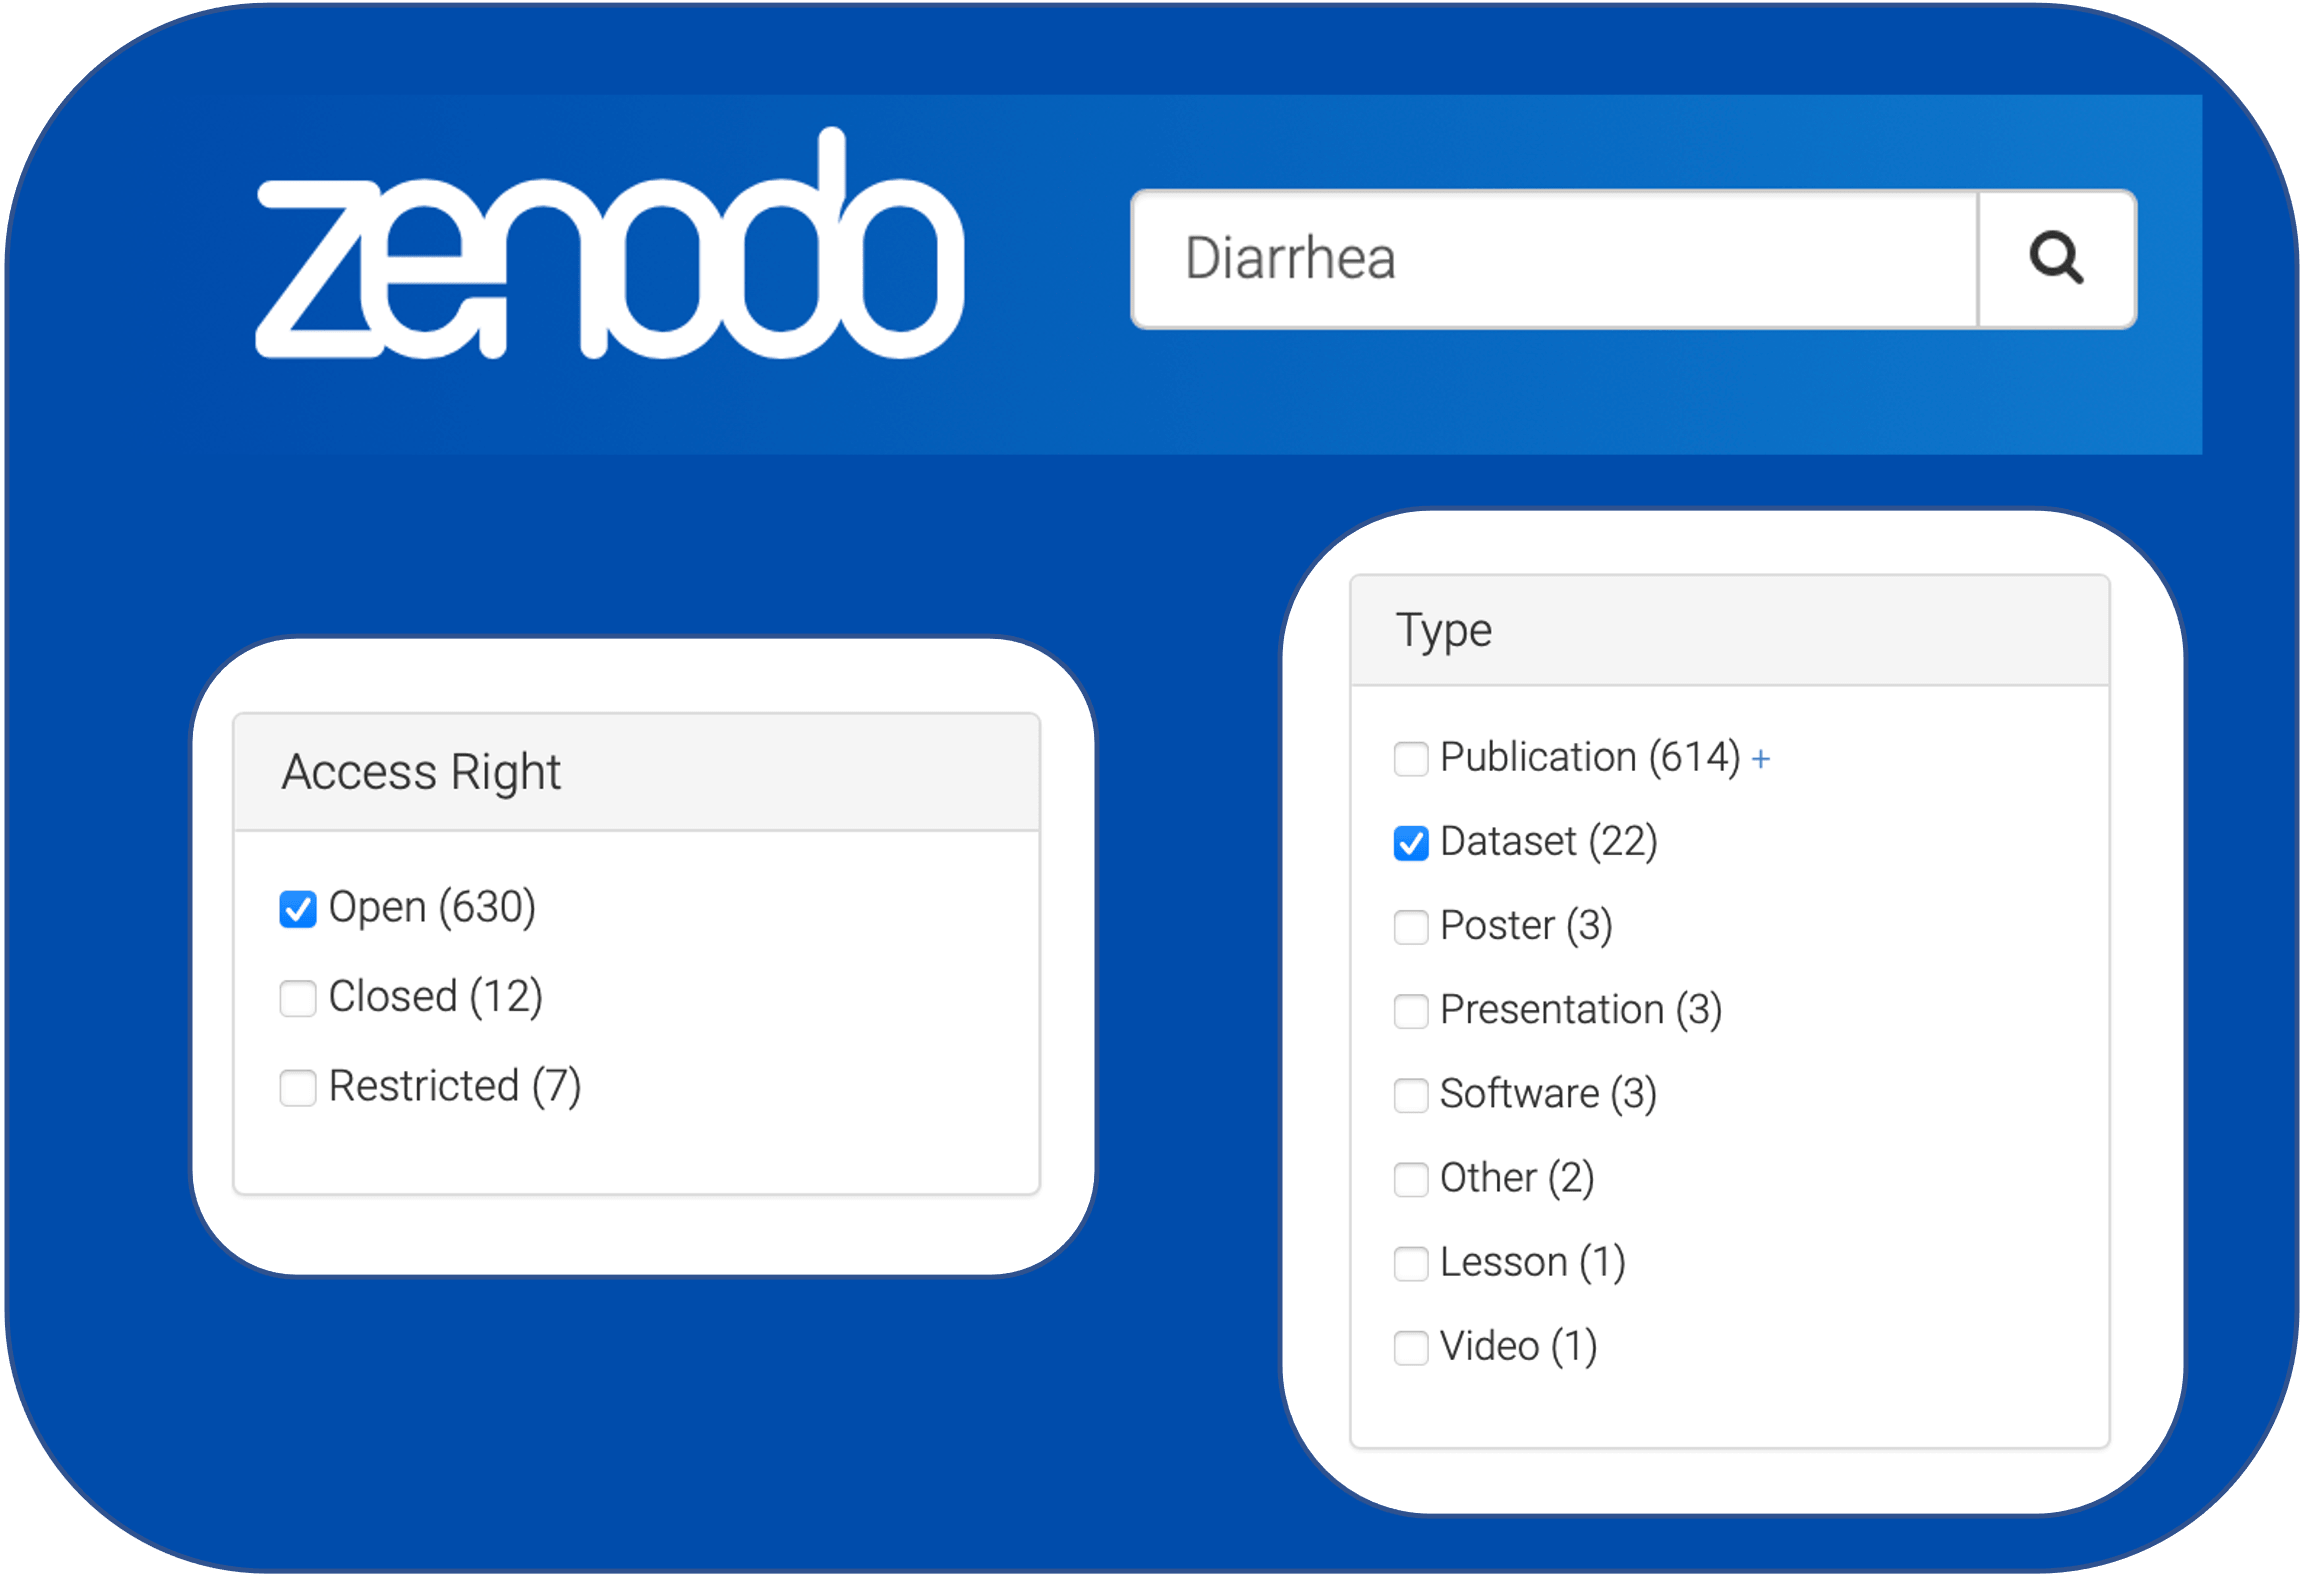 zenodo
Diarrhea
Access Right
Open (630)
Closed (12)
Restricted (7)
Type
Publication (614) +
Dataset (22)
Poster (3)
Presentation (3)
Software (3)
Other (2)
Lesson (1)
Video (1)